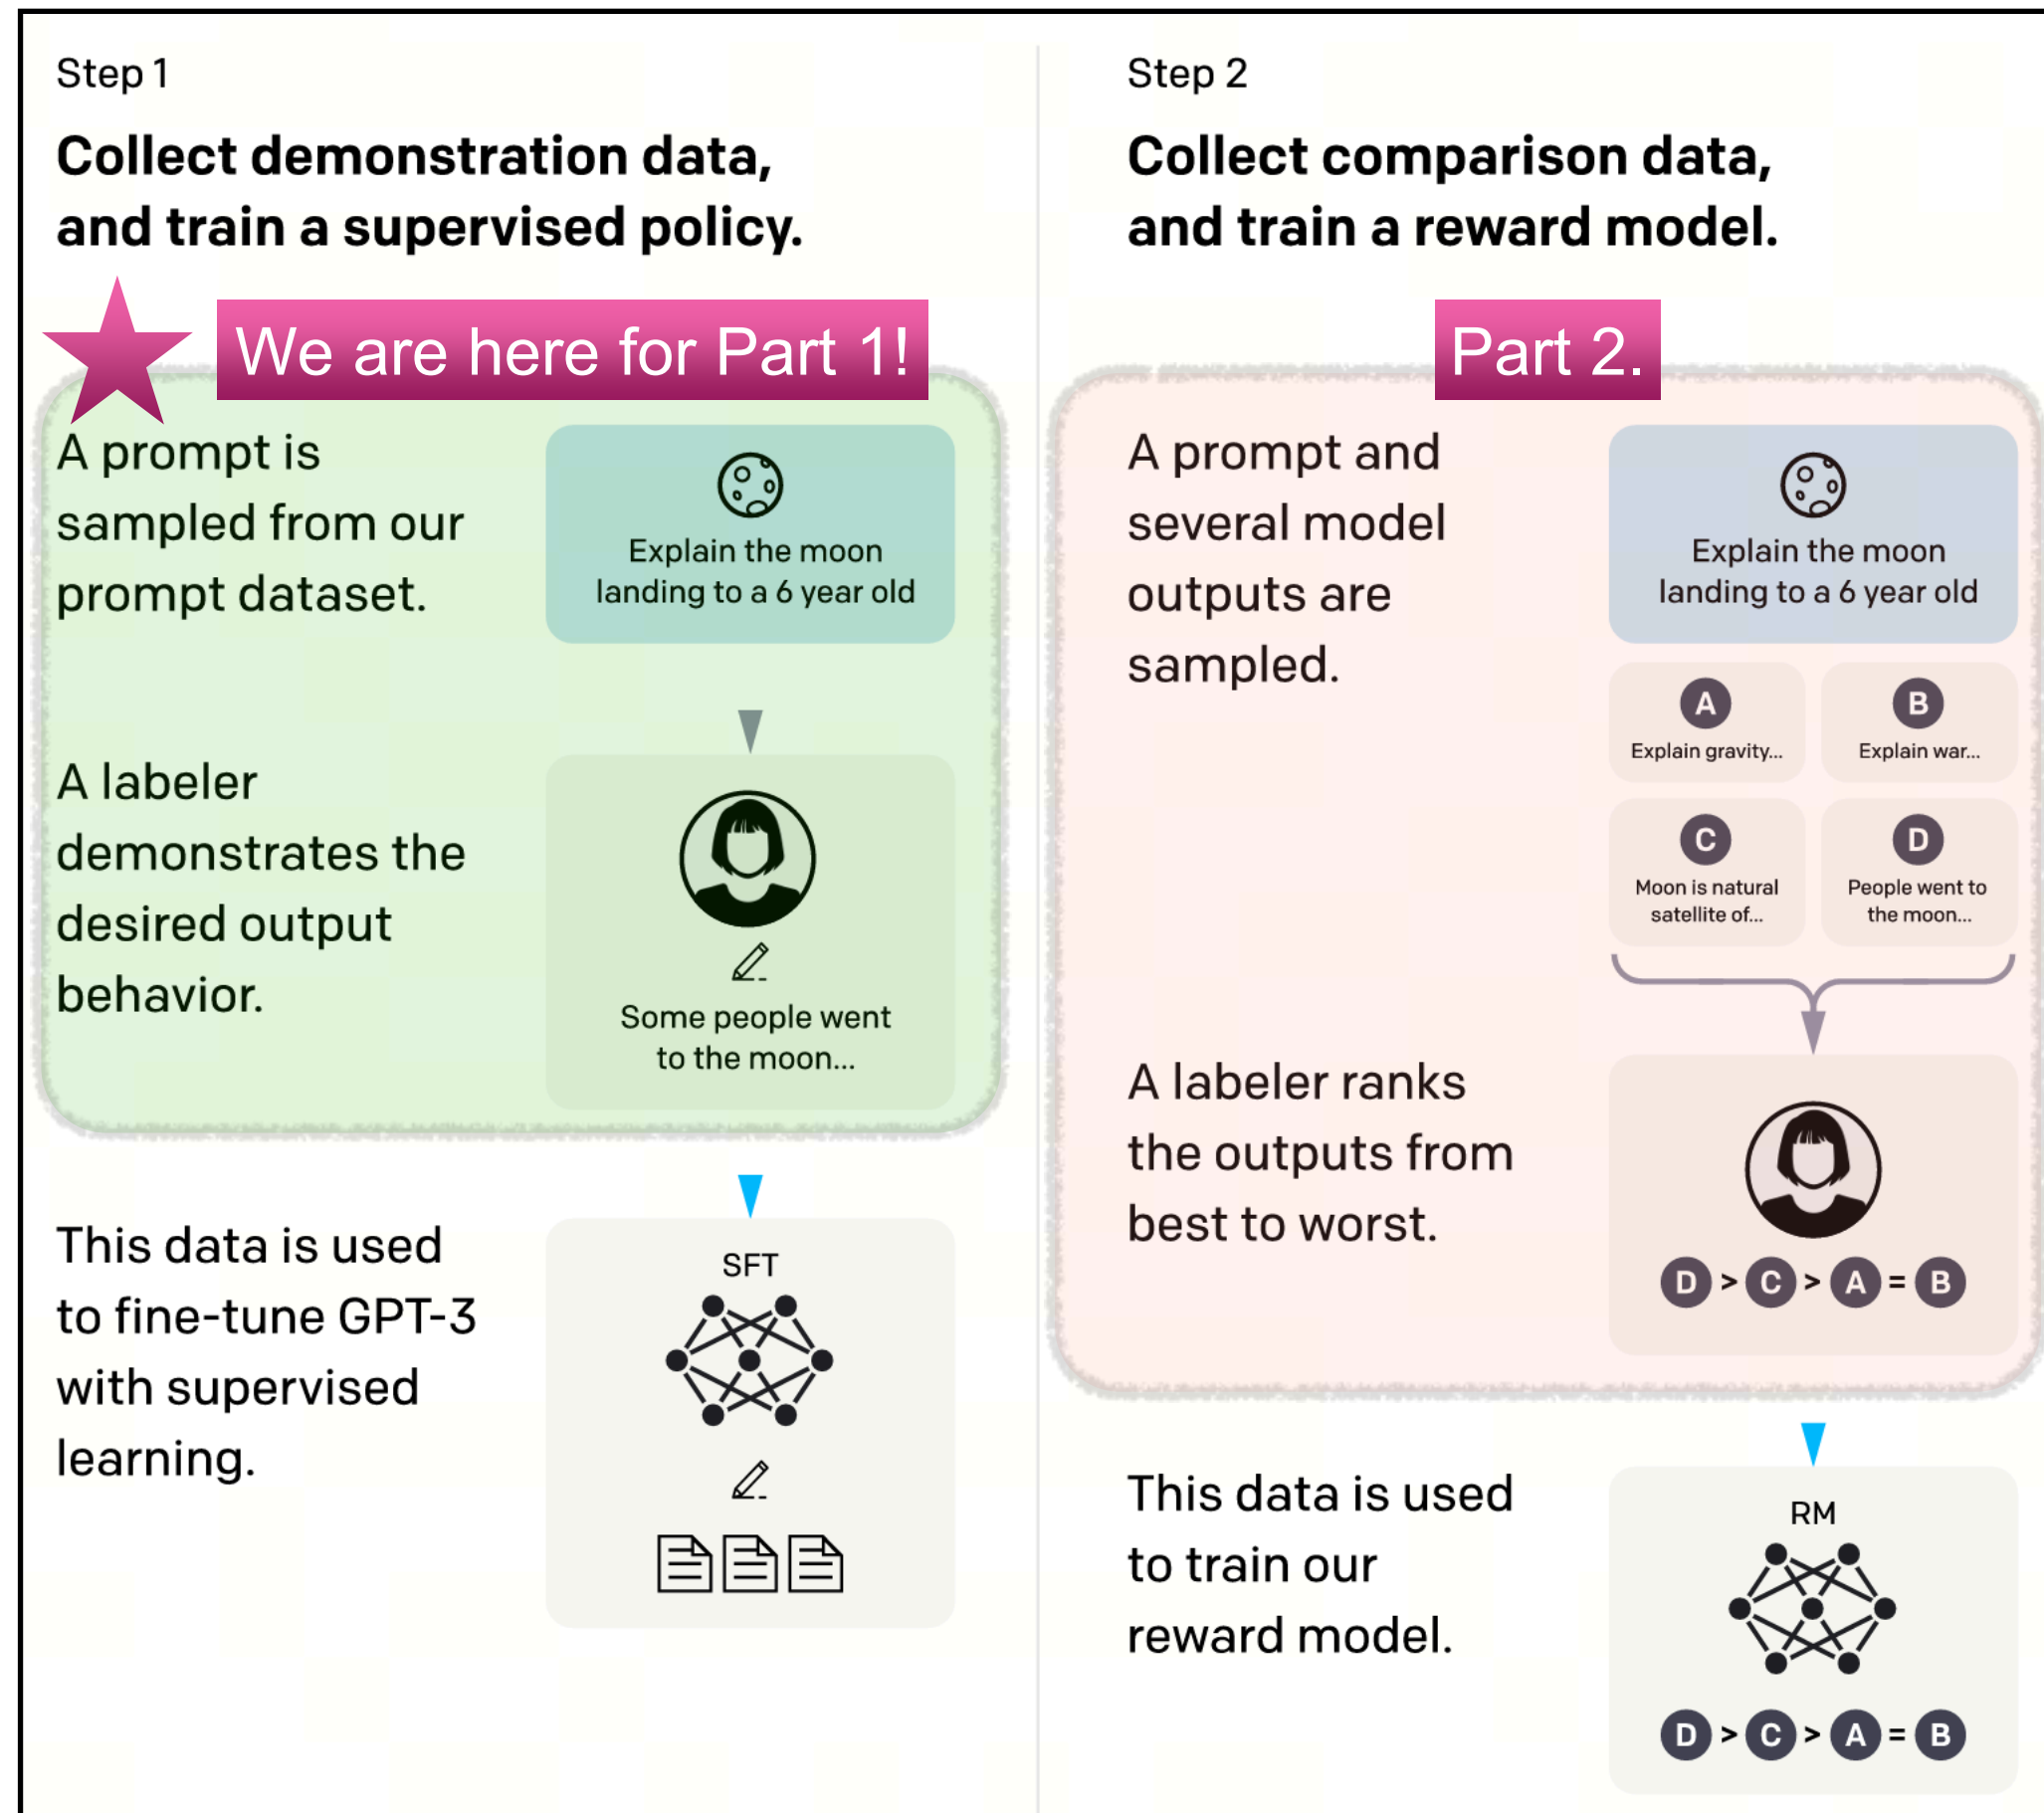 Step 1
Collect demonstration data,
and train a supervised policy.
We are here for Part 1!
A prompt is
sampled from our
prompt dataset.
Explain the moon
landing to a 6 year old
A labeler
demonstrates the
desired output
behavior.
Some people went
to the moon...
This data is used
to fine-tune GPT-3
with supervised
learning.
SFT
Step 2
Collect comparison data,
and train a reward model.
Part 2.
A prompt and
several model
outputs are
sampled.
Explain the moon
landing to a 6 year old
A
Explain gravity...
B
Explain war...
C
Moon is natural
satellite of...
D
People went to
the moon...
A labeler ranks
the outputs from
best to worst.
D > C > A = B
This data is used
to train our
reward model.
RM
D > C > A = B